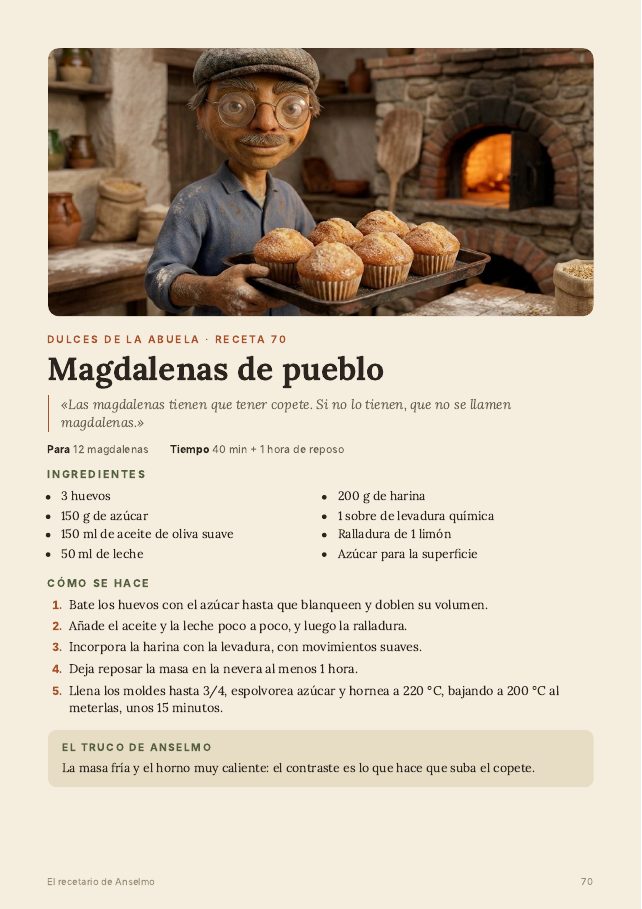 DULCES DE LA ABUELA · RECETA 70
Magdalenas de pueblo
«Las magdalenas tienen que tener copete. Si no lo tienen, que no se llamen
magdalenas.»
Para 12 magdalenas Tiempo 40 min + 1 hora de reposo
INGREDIENTES
• 3 huevos
• 150 g de azúcar
• 150 ml de aceite de oliva suave
• 50 ml de leche
• 200 g de harina
• 1 sobre de levadura química
• Ralladura de 1 limón
• Azúcar para la superficie
CÓMO SE HACE
1. Bate los huevos con el azúcar hasta que blanqueen y doblen su volumen.
2. Añade el aceite y la leche poco a poco, y luego la ralladura.
3. Incorpora la harina con la levadura, con movimientos suaves.
4. Deja reposar la masa en la nevera al menos 1 hora.
5. Llena los moldes hasta 3/4, espolvorea azúcar y hornea a 220 °C, bajando a 200 °C al
meterlas, unos 15 minutos.
EL TRUCO DE ANSELMO
La masa fría y el horno muy caliente: el contraste es lo que hace que suba el copete.
El recetario de Anselmo
70